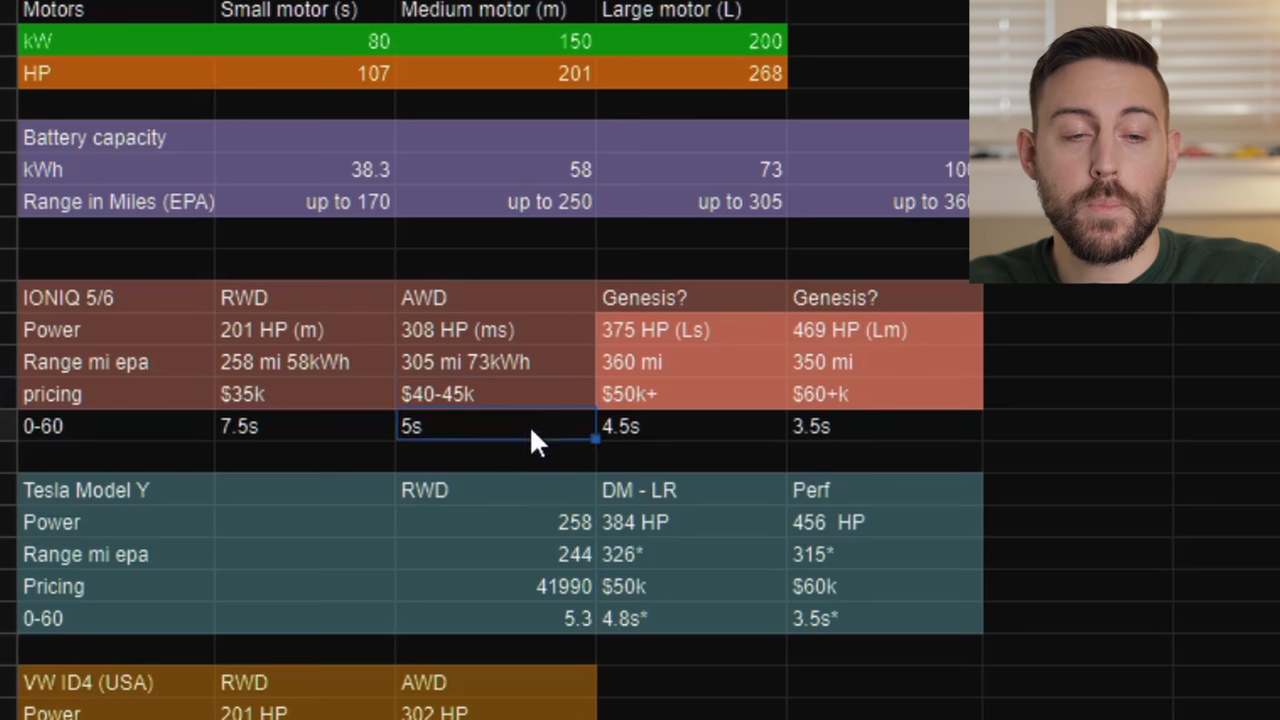 Motors Small motor (s) Medium motor (m) Large motor (L)
kW 80 150 200
HP 107 201 268
Battery capacity
kWh 38.3 58 73
Range in Miles (EPA) up to 170 up to 250 up to 305 up to
IONIQ 5/6 RWD AWD Genesis? Genesis?
Power 201 HP (m) 308 HP (ms) 375 HP (Ls) 469 HP (Lm)
Range mi epa 258 mi 58kWh 305 mi 73kWh 360 mi 350 mi
pricing $35k $40-45k $50k+ $60+k
0-60 7.5s 5s 4.5s 3.5s
Tesla Model Y RWD DM - LR Perf
Power 258 384 HP 456 HP
Range mi epa 244 326* 315*
Pricing 41990 $50k $60k
0-60 5.3 4.8s* 3.5s*
VW ID4 (USA) RWD AWD
Power 201 HP 302 HP